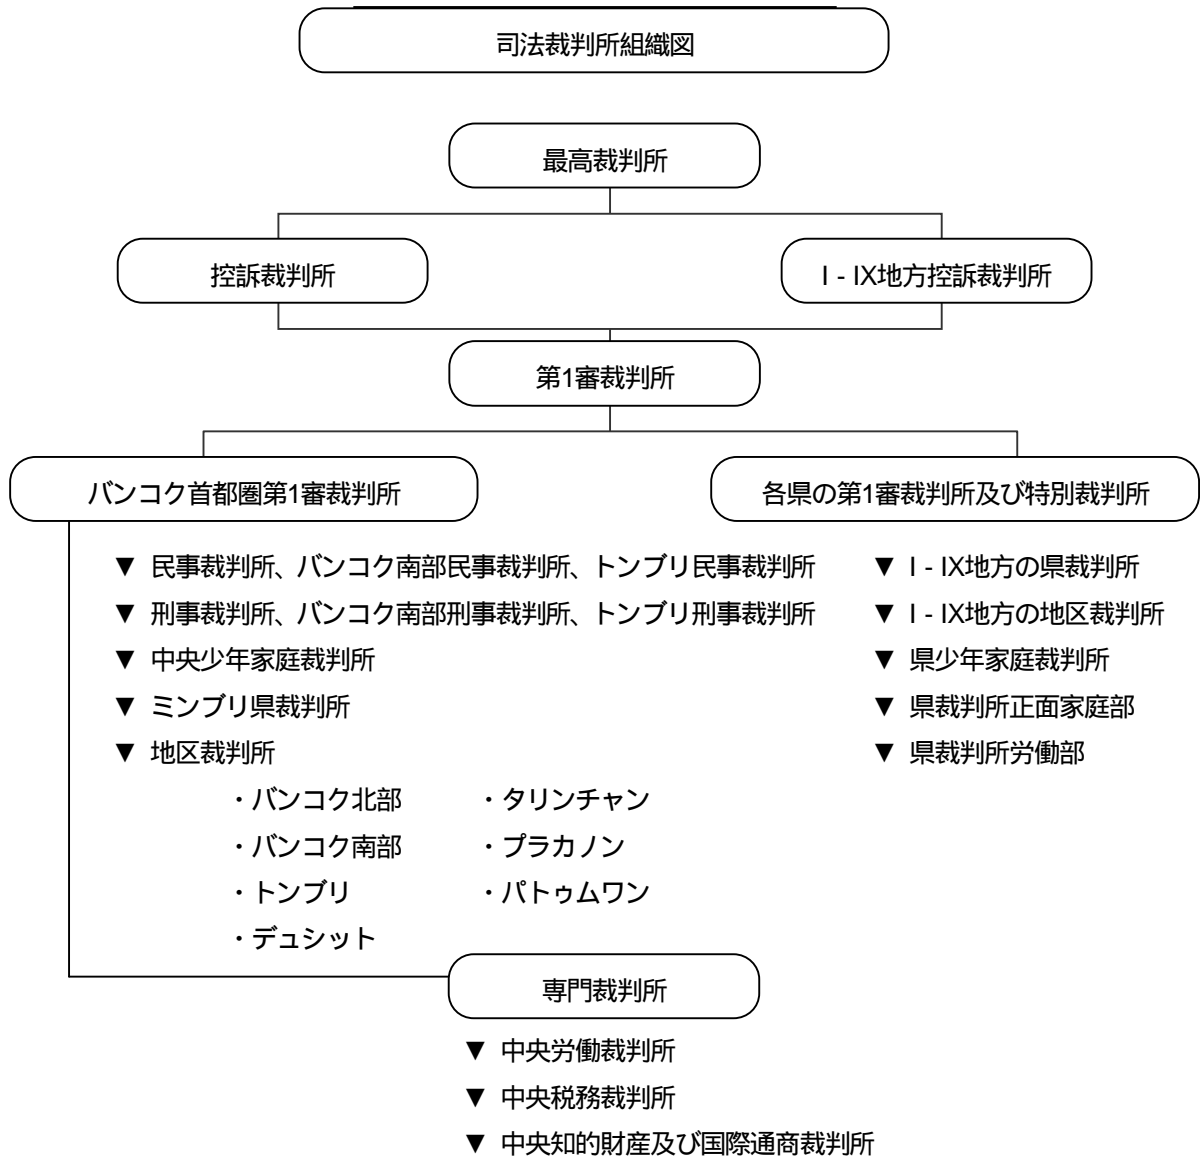 司法裁判所組織図
最高裁判所
控訴裁判所
I - IX地方控訴裁判所
第1審裁判所
バンコク首都圏第1審裁判所
▼ 民事裁判所、バンコク南部民事裁判所、トンブリ民事裁判所
▼ 刑事裁判所、バンコク南部刑事裁判所、トンブリ刑事裁判所
▼ 中央少年家庭裁判所
▼ ミンブリ県裁判所
▼ 地区裁判所
・バンコク北部
・バンコク南部
・トンブリ
・デュシット
・タリンチャン
・プラカノン
・パトゥムワン
各県の第1審裁判所及び特別裁判所
▼ I - IX地方の県裁判所
▼ I - IX地方の地区裁判所
▼ 県少年家庭裁判所
▼ 県裁判所正面家庭部
▼ 県裁判所労働部
専門裁判所
▼ 中央労働裁判所
▼ 中央税務裁判所
▼ 中央知的財産及び国際通商裁判所